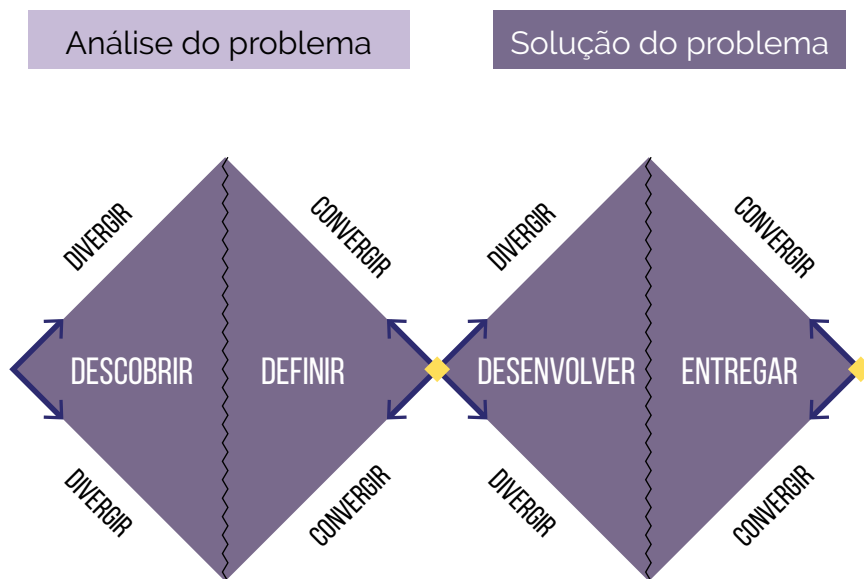 Análise do problema
Solução do problema
DIVERGIR
CONVERGIR
DIVERGIR
CONVERGIR
DESCOBRIR
DEFINIR
DESENVOLVER
ENTREGAR
DIVERGIR
CONVERGIR
DIVERGIR
CONVERGIR